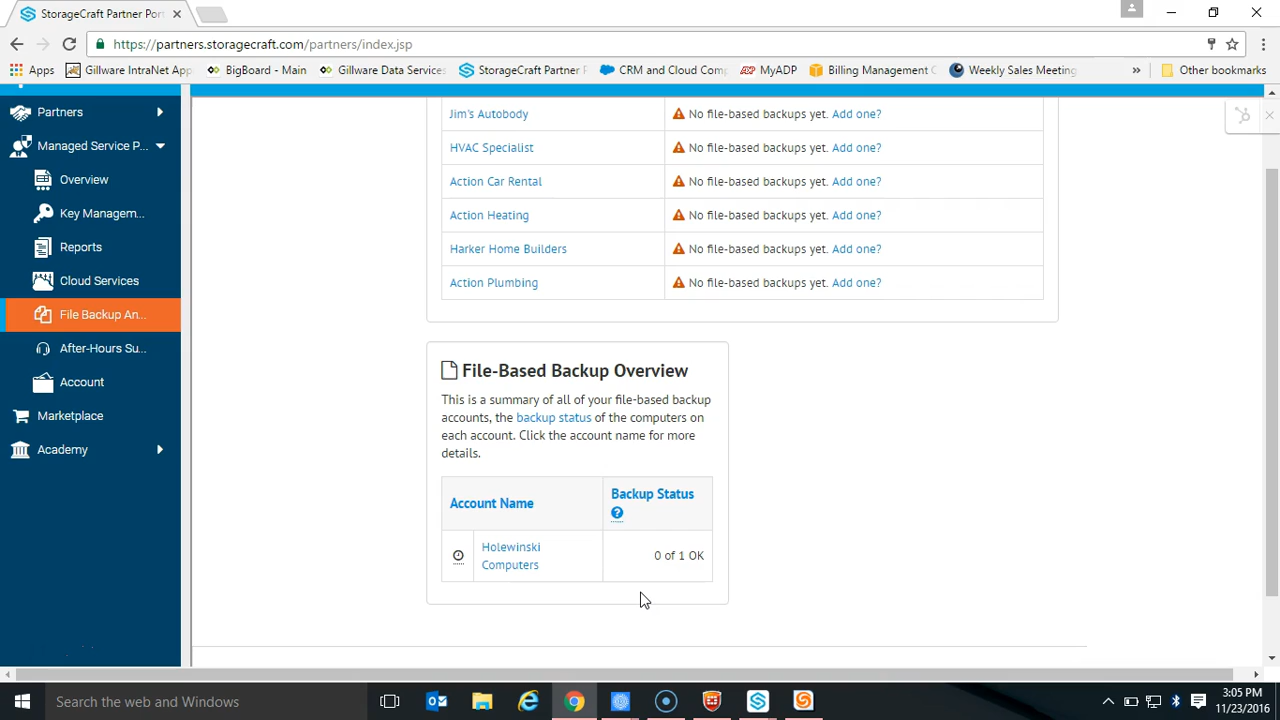 StorageCraft Partner Por
https://partners.storagecraft.com/partners/index.jsp
Apps Gillware IntraNet App BigBoard - Main Gillware Data Service StorageCraft Partner F CRM and Cloud Com MyADP Billing Management C Weekly Sales Meeting » Other bookmarks
Partners
Managed Service P...
Overview
Key Managem...
Reports
Cloud Services
File Backup An...
After-Hours Su...
Account
Marketplace
Academy
Jim's Autobody No file-based backups yet. Add one?
HVAC Specialist No file-based backups yet. Add one?
Action Car Rental No file-based backups yet. Add one?
Action Heating No file-based backups yet. Add one?
Harker Home Builders No file-based backups yet. Add one?
Action Plumbing No file-based backups yet. Add one?
File-Based Backup Overview
This is a summary of all of your file-based backup
accounts, the backup status of the computers on
each account. Click the account name for more
details.
Account Name Backup Status
?
Holewinski
Computers
0 of 1 OK
Search the web and Windows
3:05 PM
11/23/2016